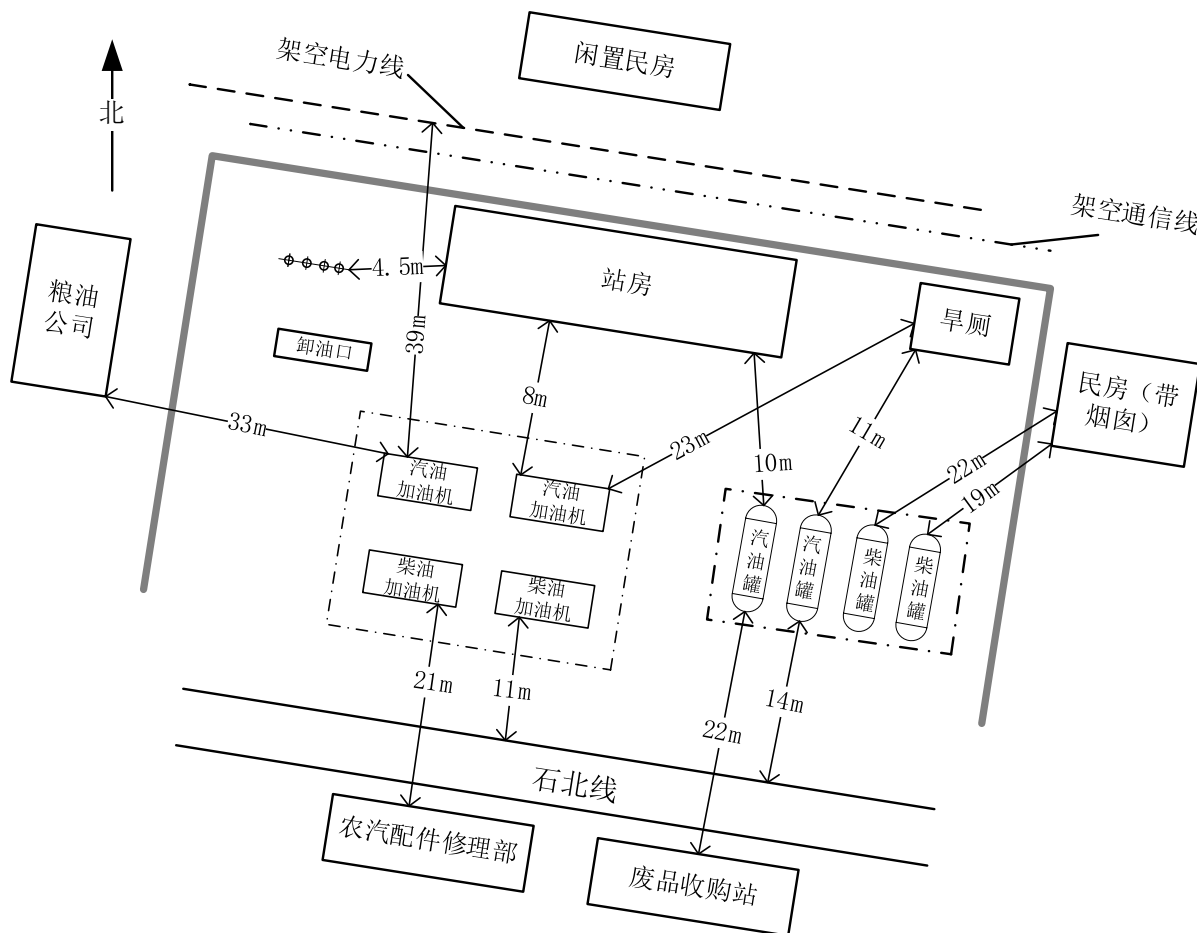 闲置民房
架空电力线
北
架空通信线
粮油
公司
4.5m
站房
旱厕
卸油口
39m
民房（带
烟囱）
8m
33m
23m
11m
10m
22m
19m
汽油
加油机
汽油
加油机
柴油
加油机
柴油
加油机
汽油罐
汽油罐
柴油罐
柴油罐
21m
11m
22m
14m
石北线
农汽配件修理部
废品收购站